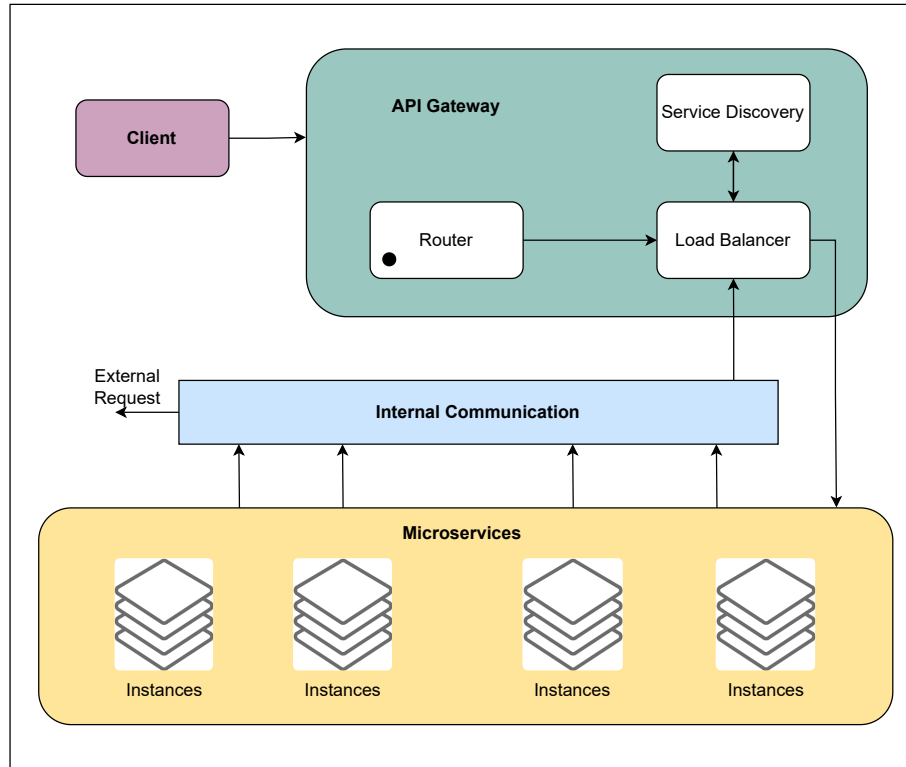 API Gateway
Service Discovery
Client
Router
Load Balancer
External
Request
Internal Communication
Microservices
Instances
Instances
Instances
Instances